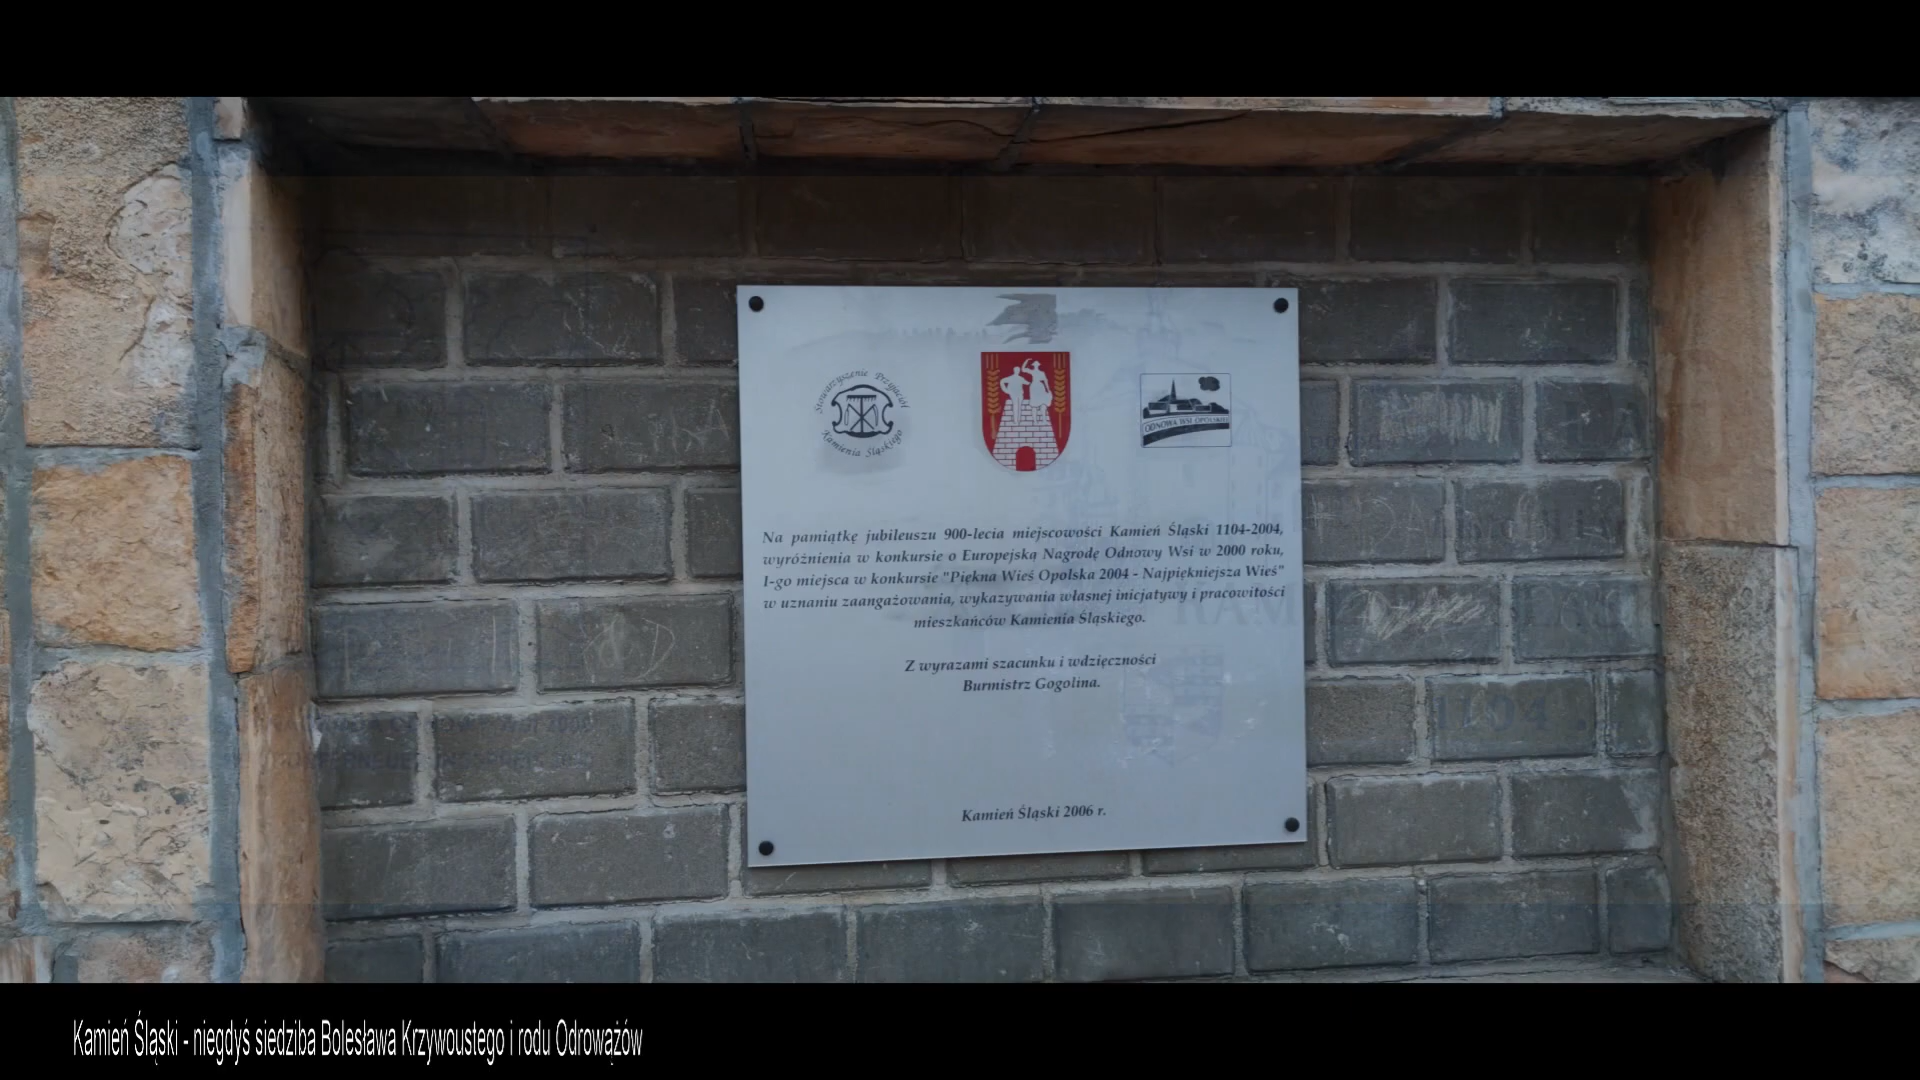 Stowarzyszenie Przyjaciół
Kamienia Śląskiego
ODNOWA WSI OPOLSKIEJ
Na pamiątkę jubileuszu 900-lecia miejscowości Kamień Śląski 1104-2004,
wyróżnienia w konkursie o Europejską Nagrodę Odnowy Wsi w 2000 roku,
I-go miejsca w konkursie "Piękna Wieś Opolska 2004 - Najpiękniejsza Wieś"
w uznaniu zaangażowania, wykazywania własnej inicjatywy i pracowitości
mieszkańców Kamienia Śląskiego.
Z wyrazami szacunku i wdzięczności
Burmistrz Gogolina.
1104
Kamień Śląski 2006 r.
Kamień Śląski - niegdyś siedziba Bolesława Krzywoustego i rodu Odrowążów